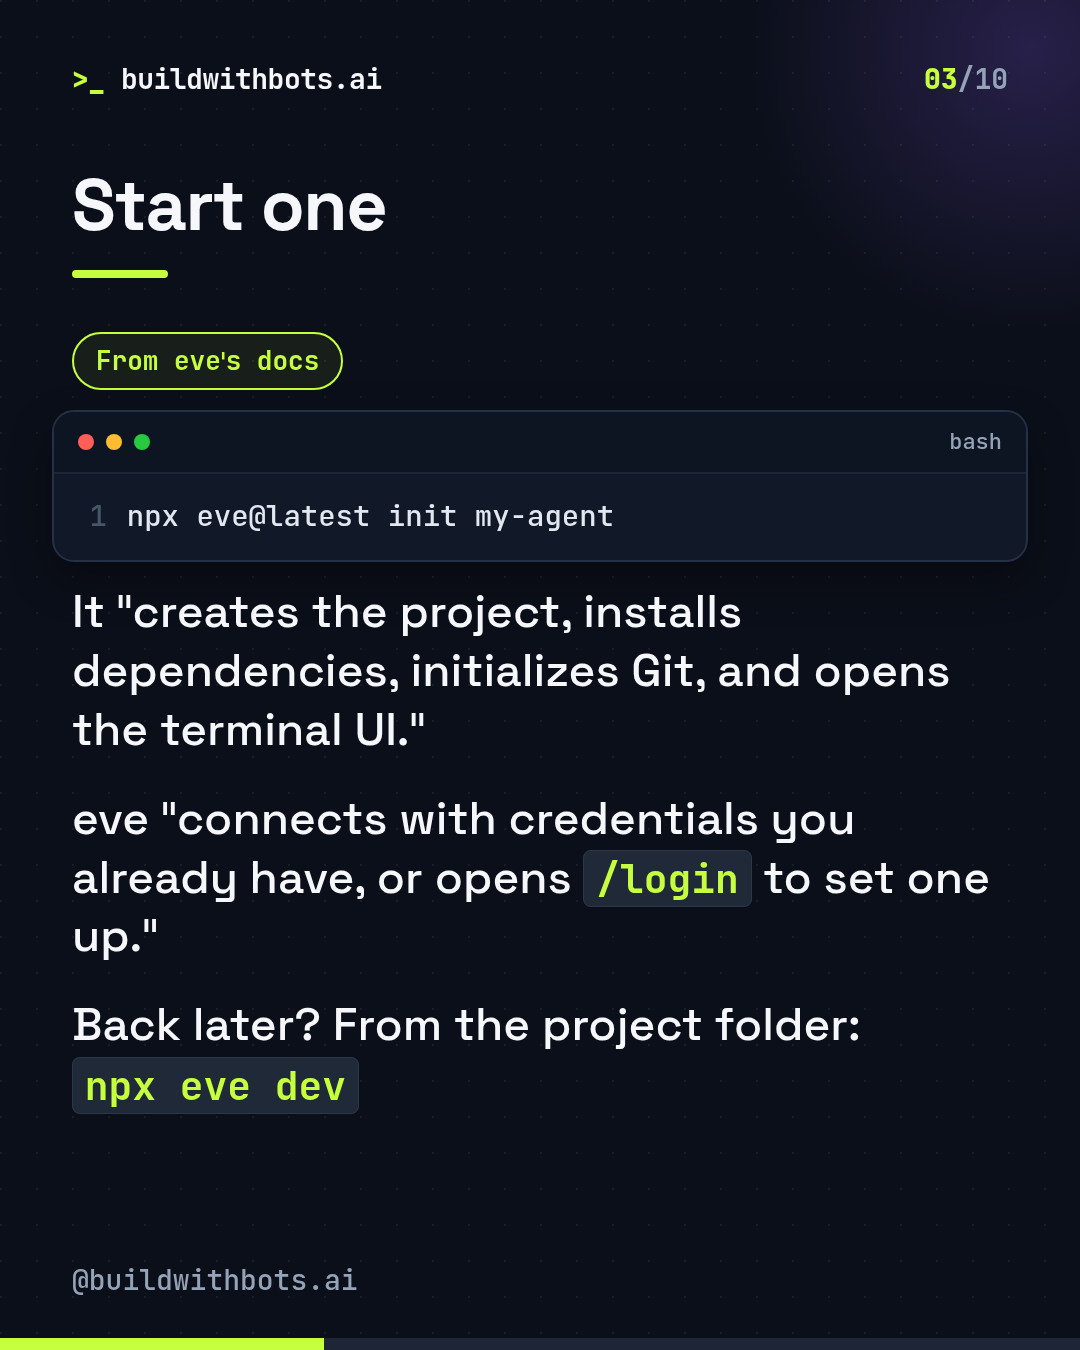 >_ buildwithbots.ai
03/10
Start one
From eve's docs
bash
1 npx eve@latest init my-agent
It "creates the project, installs
dependencies, initializes Git, and opens
the terminal UI."
eve "connects with credentials you
already have, or opens /login to set one
up."
Back later? From the project folder:
npx eve dev
@buildwithbots.ai